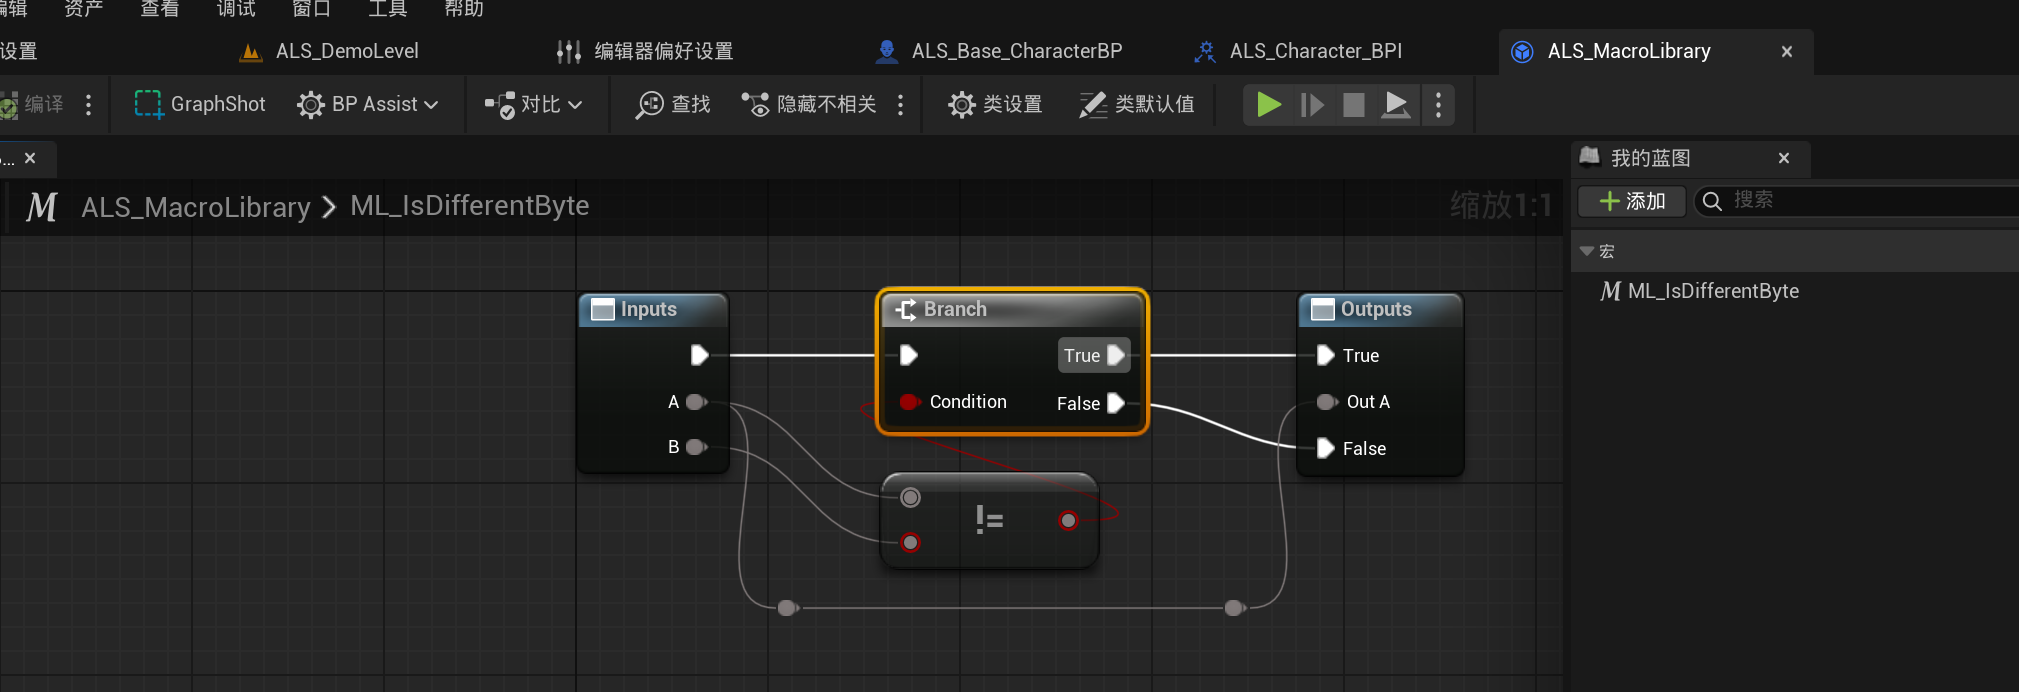 编辑 资产 查看 调试 窗口 工具 帮助
设置 ALS_DemoLevel 编辑器偏好设置 ALS_Base_CharacterBP ALS_Character_BPI ALS_MacroLibrary
编译 GraphShot BP Assist 对比 查找 隐藏不相关 类设置 类默认值
我的蓝图
ALS_MacroLibrary > ML_IsDifferentByte 缩放1:1
添加 搜索
宏
ML_IsDifferentByte
Inputs
A
B
Branch
True
Condition False
!=
Outputs
True
Out A
False